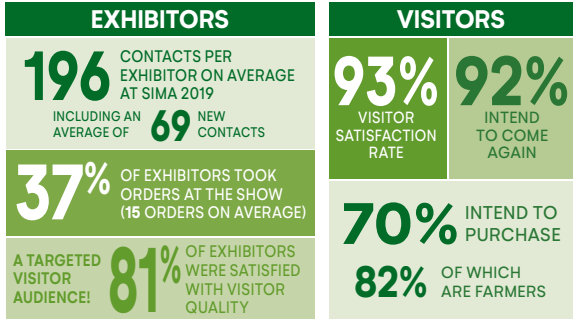 EXHIBITORS
196 CONTACTS PER
EXHIBITOR ON AVERAGE
AT SIMA 2019
INCLUDING AN
AVERAGE OF 69 NEW
CONTACTS
37% OF EXHIBITORS TOOK
ORDERS AT THE SHOW
(15 ORDERS ON AVERAGE)
A TARGETED
VISITOR
AUDIENCE!
81% OF EXHIBITORS
WERE SATISFIED
WITH VISITOR
QUALITY
VISITORS
93%
VISITOR
SATISFACTION
RATE
92%
INTEND
TO COME
AGAIN
70% INTEND TO
PURCHASE
82% OF WHICH
ARE FARMERS